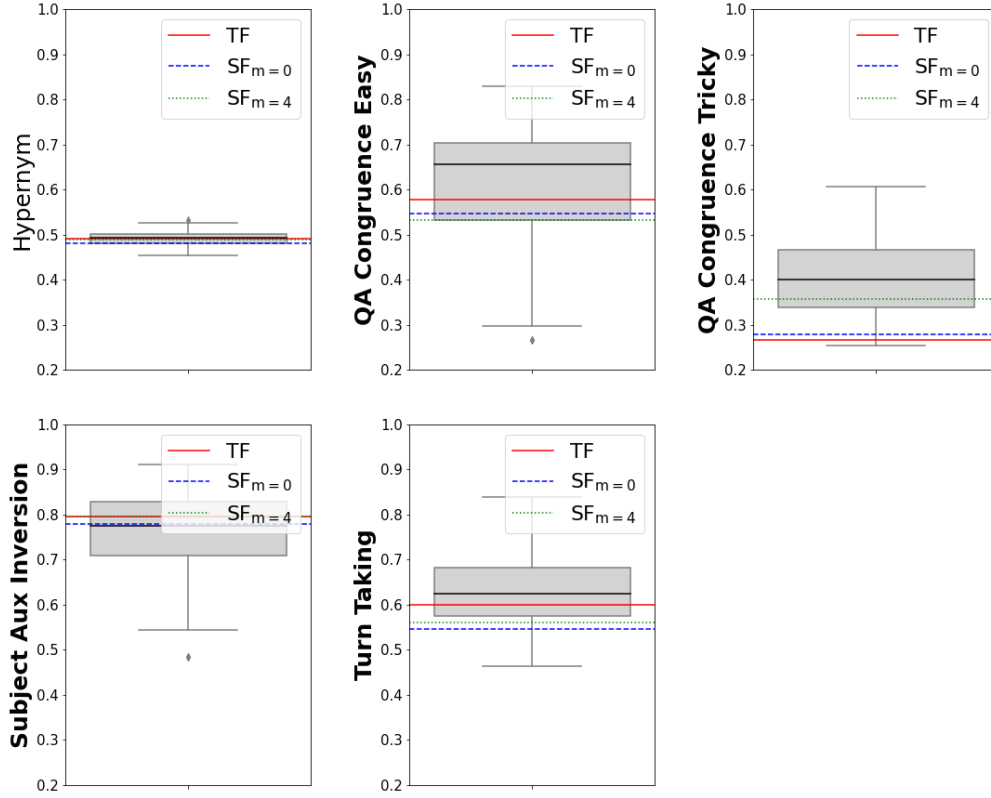 Hypernym
1.0
0.9
0.8
0.7
0.6
0.5
0.4
0.3
0.2
TF
SFm=0
SFm=4
QA Congruence Easy
1.0
0.9
0.8
0.7
0.6
0.5
0.4
0.3
0.2
TF
SFm=0
SFm=4
QA Congruence Tricky
1.0
0.9
0.8
0.7
0.6
0.5
0.4
0.3
0.2
TF
SFm=0
SFm=4
Subject Aux Inversion
1.0
0.9
0.8
0.7
0.6
0.5
0.4
0.3
0.2
TF
SFm=0
SFm=4
Turn Taking
1.0
0.9
0.8
0.7
0.6
0.5
0.4
0.3
0.2
TF
SFm=0
SFm=4